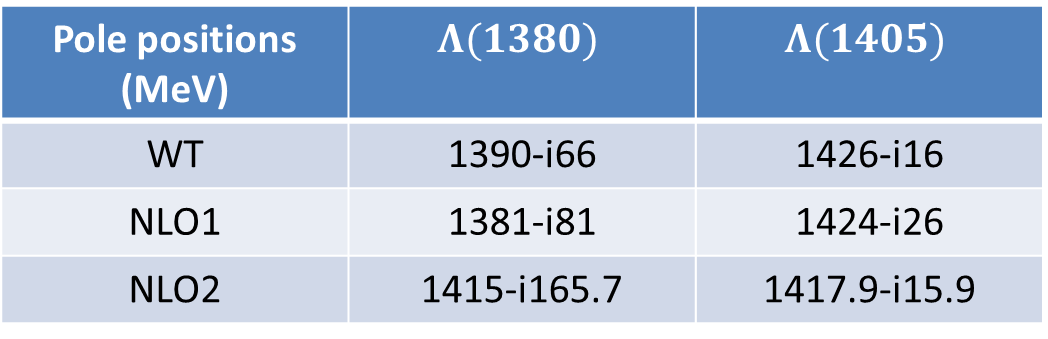 Pole positions (MeV) 𝚲(𝟏𝟑𝟖𝟎) 𝚲(𝟏𝟒𝟎𝟓)
WT 1390-i66 1426-i16
NLO1 1381-i81 1424-i26
NLO2 1415-i165.7 1417.9-i15.9